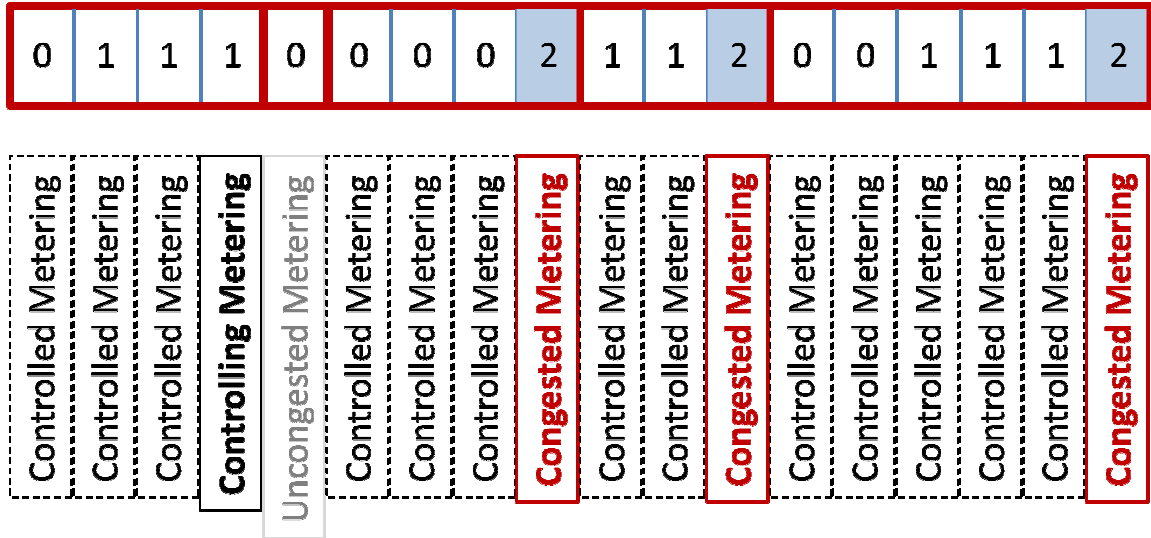 0 1 1 1 0 0 0 0 2 1 1 2 0 0 1 1 1 2
Controlled Metering
Controlled Metering
Controlled Metering
Controlling Metering
Uncongested Metering
Controlled Metering
Controlled Metering
Controlled Metering
Congested Metering
Controlled Metering
Controlled Metering
Congested Metering
Controlled Metering
Controlled Metering
Controlled Metering
Controlled Metering
Controlled Metering
Congested Metering